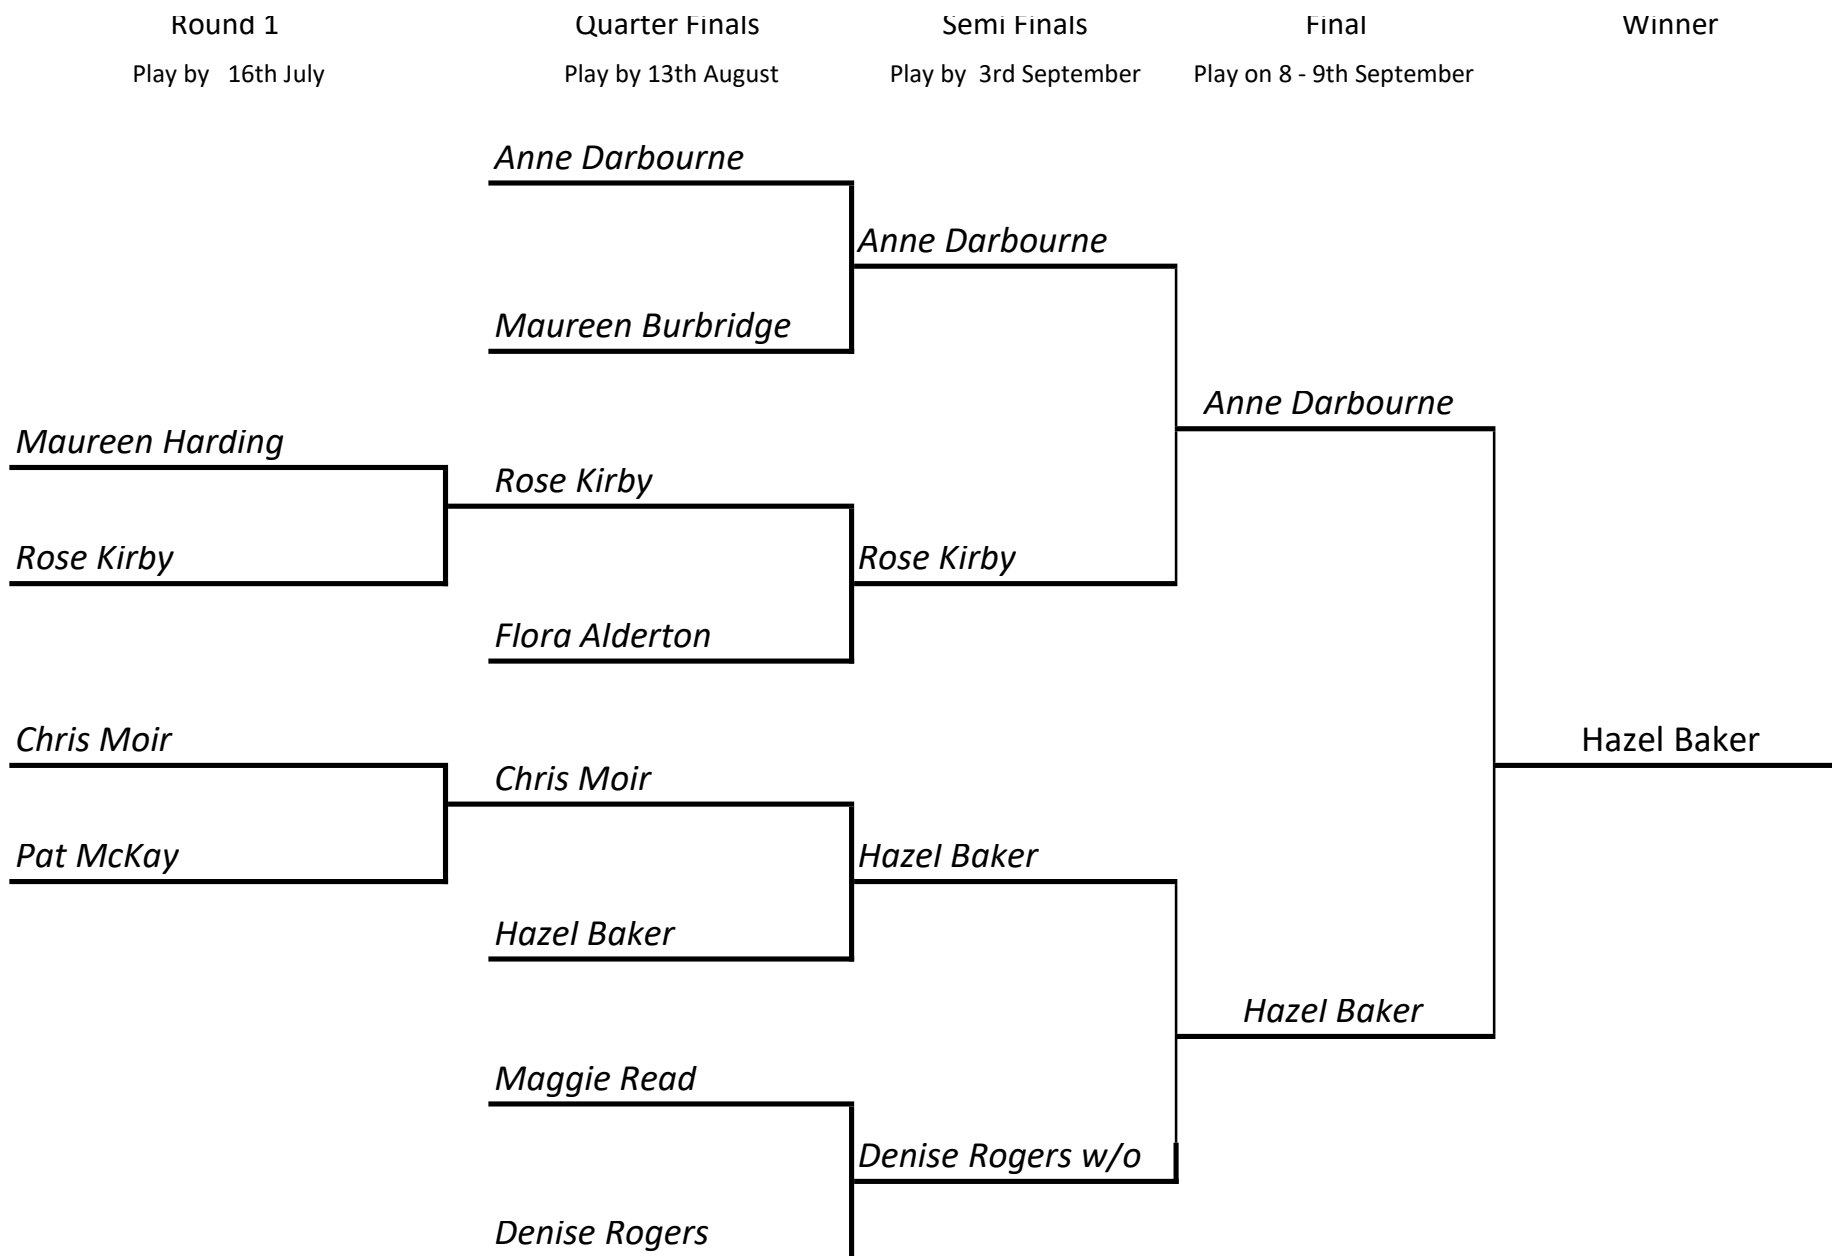 Round 1 Quarter Finals Semi Finals Final Winner
Play by 16th July Play by 13th August Play by 3rd September Play on 8 - 9th September
Anne Darbourne
Anne Darbourne
Maureen Burbridge
Anne Darbourne
Maureen Harding
Rose Kirby
Rose Kirby
Rose Kirby
Flora Alderton
Chris Moir
Hazel Baker
Chris Moir
Pat McKay
Hazel Baker
Hazel Baker
Hazel Baker
Maggie Read
Denise Rogers w/o
Denise Rogers